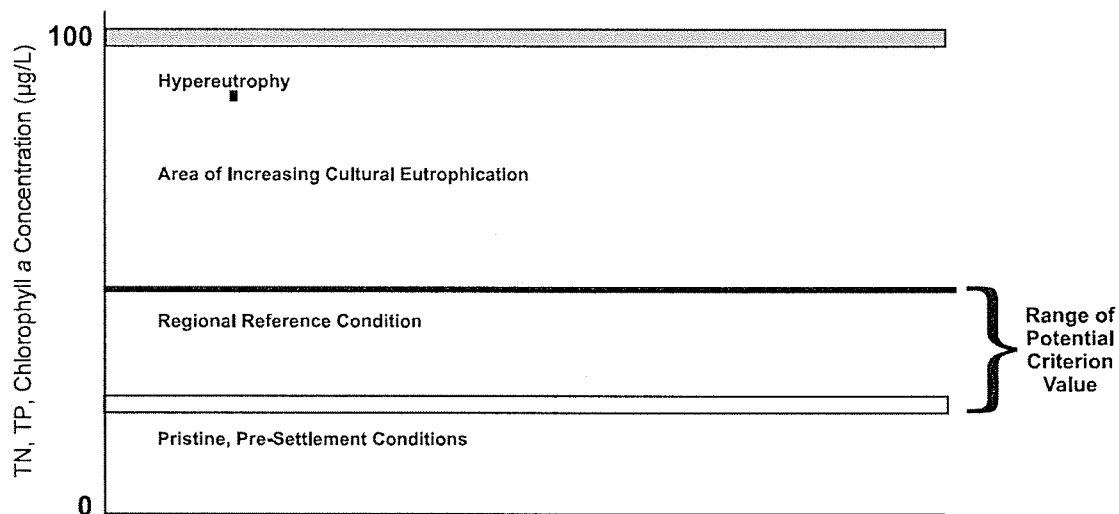 TN, TP, Chlorophyll a Concentration (µg/L)
100
Hypereutrophy
Area of Increasing Cultural Eutrophication
Regional Reference Condition
Range of
Potential
Criterion
Value
Pristine, Pre-Settlement Conditions
0